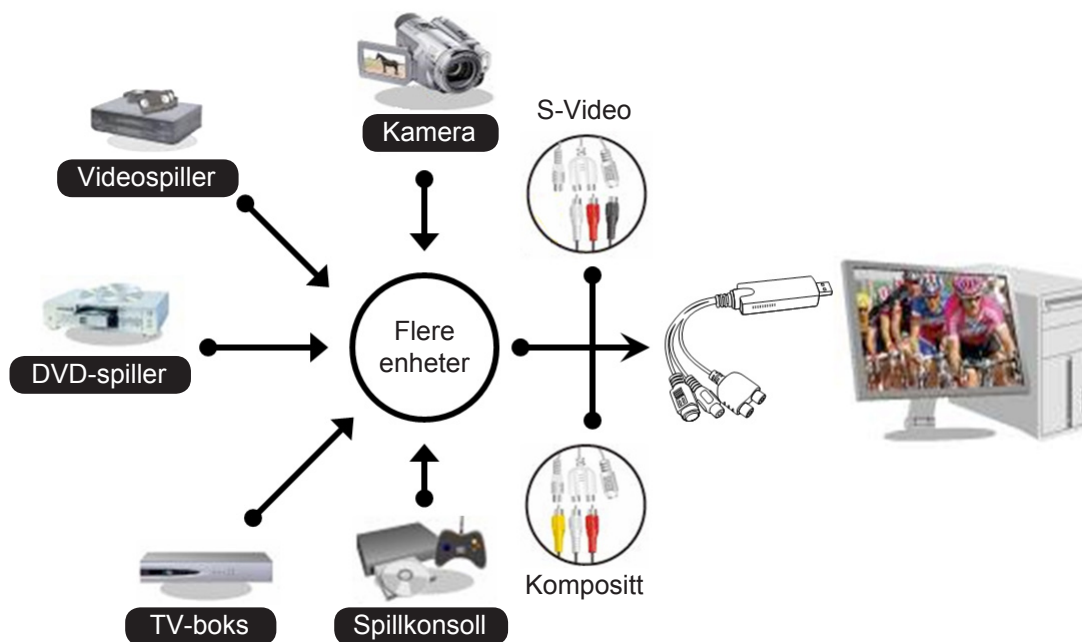 S-Video
Kamera
Videospiller
Flere
enheter
DVD-spiller
Kompositt
TV-boks
Spillkonsoll